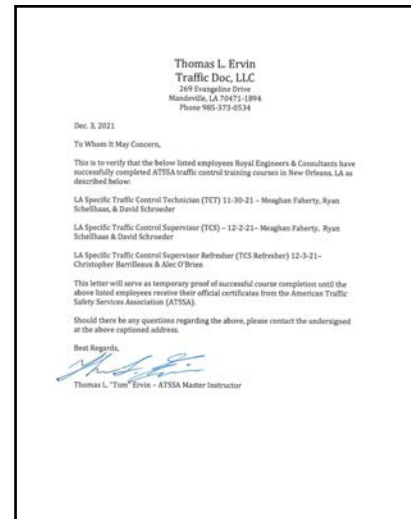 Thomas L. Ervin
Traffic Doc, LLC
269 Evangeline Drive
Mandeville, LA 70471-1894
Phone 985-373-0534
Dec. 3, 2021
To Whom It May Concern,
This is to verify that the below listed employees Royal Engineers & Consultants have
successfully completed ATSSA traffic control training courses in New Orleans, LA as
described below:
LA Specific Traffic Control Technician (TCT) 11-30-21 – Meaghan Faherty, Ryan
Schellhaas, & David Schroeder
LA Specific Traffic Control Supervisor (TCS) – 12-2-21– Meaghan Faherty, Ryan
Schellhaas & David Schroeder
LA Specific Traffic Control Supervisor Refresher (TCS Refresher) 12-3-21–
Christopher Barrilleaux & Alec O'Brien
This letter will serve as temporary proof of successful course completion until the
above listed employees receive their official certificates from the American Traffic
Safety Services Association (ATSSA).
Should there be any questions regarding the above, please contact the undersigned
at the above captioned address.
Best Regards,
Thomas L. "Tom" Ervin – ATSSA Master Instructor